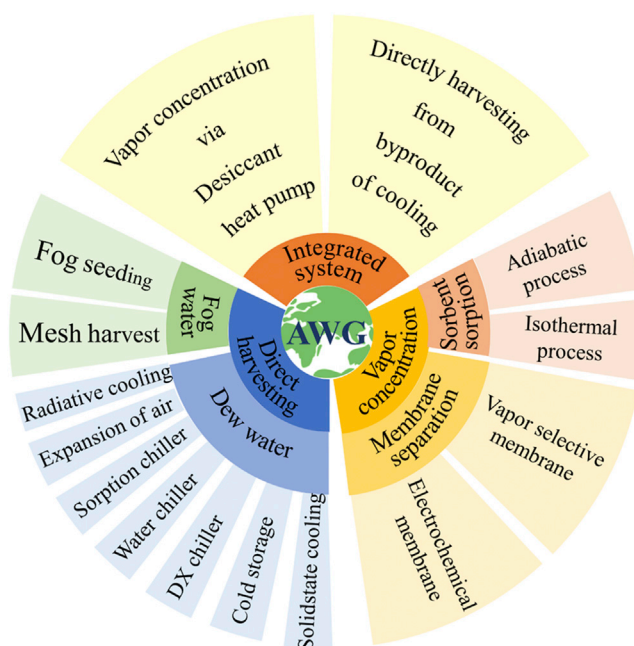 Vapor concentration
via
Desiccant
heat pump
Directly harvesting
from
byproduct
of cooling
Integrated
system
AWG
Fog seeding
Mesh harvest
Fog
water
Direct
harvesting
Dew water
Radiative cooling
Expansion of air
Sorption chiller
Water chiller
DX chiller
Cold storage
Solidstate cooling
Vapor
concentration
Sorbent
sorption
Adiabatic
process
Isothermal
process
Membrane
separation
Vapor selective
membrane
Electrochemical
membrane